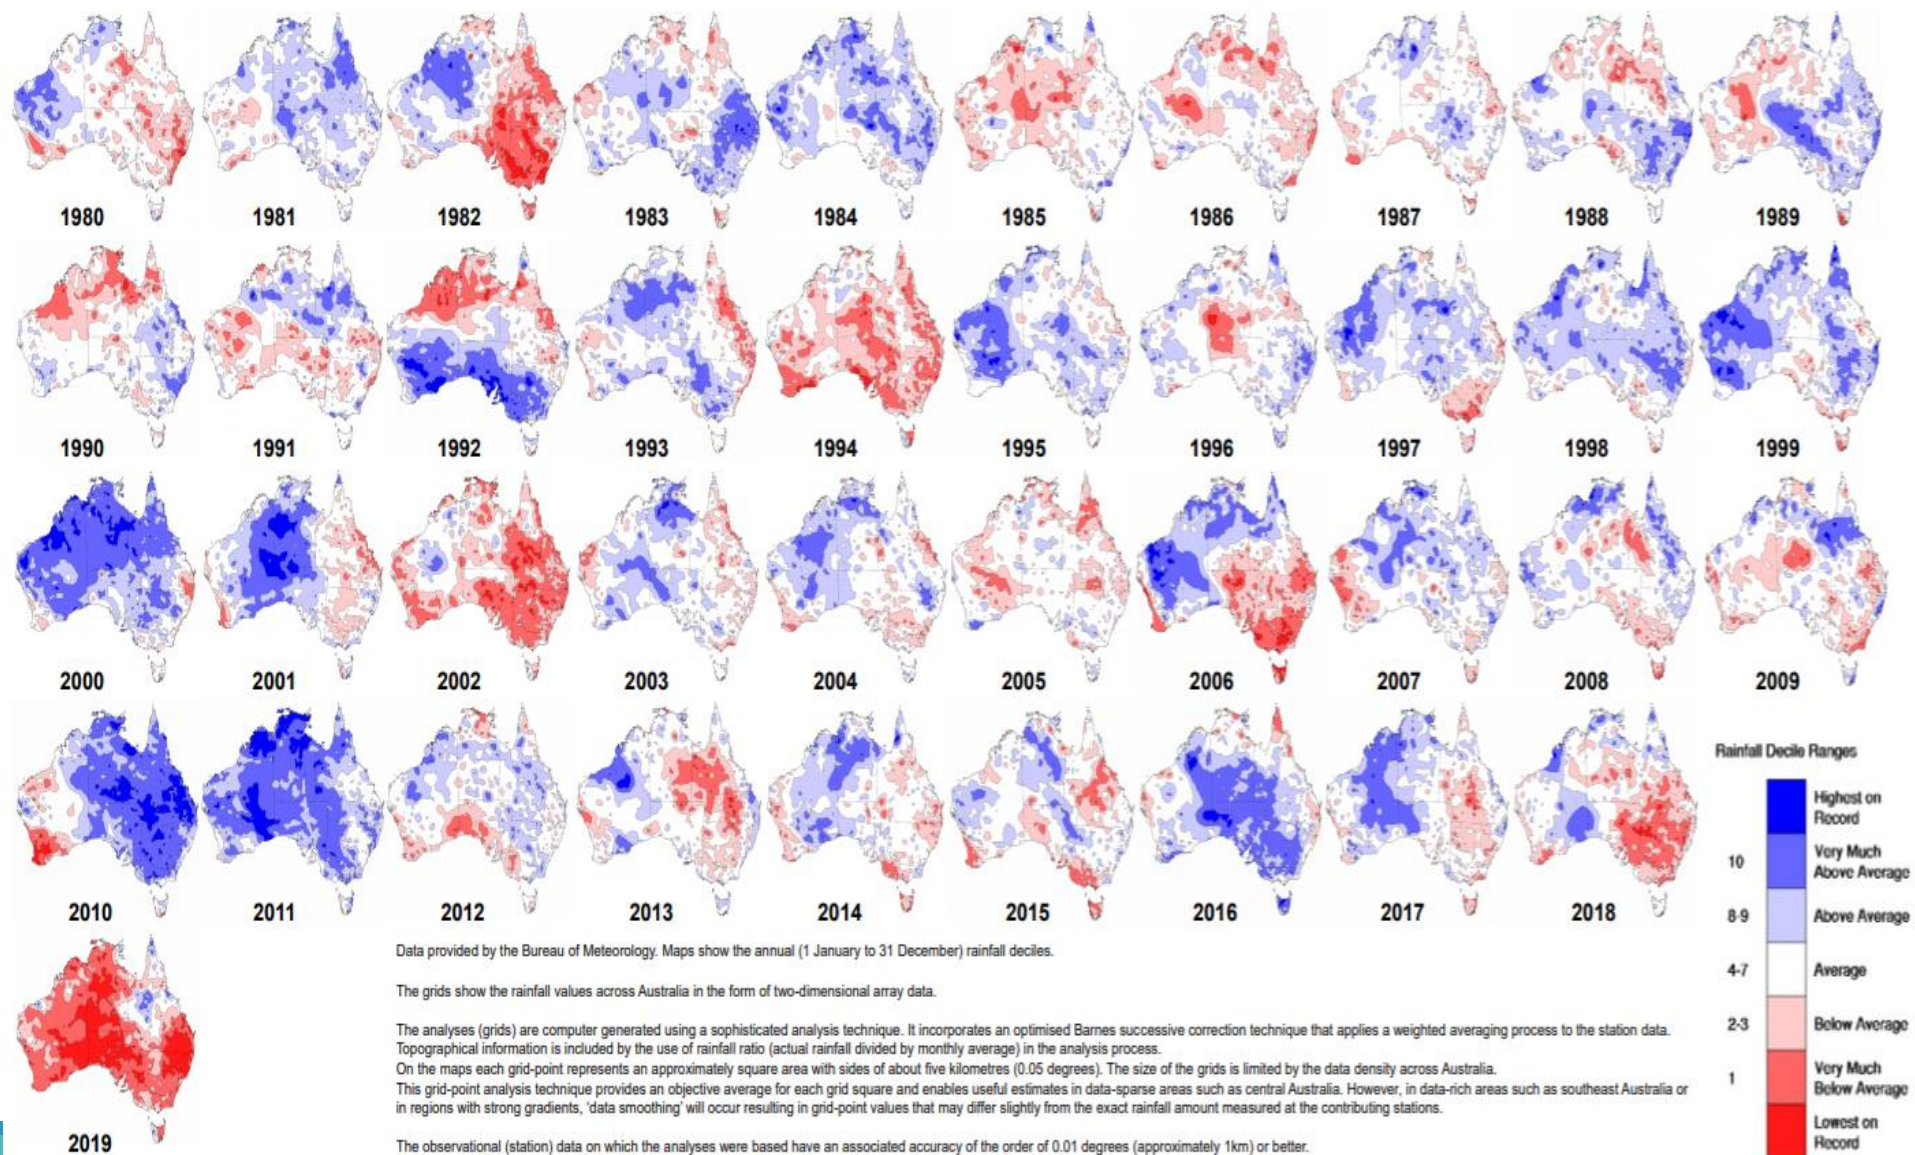 1980 1981 1982 1983 1984 1985 1986 1987 1988 1989
1990 1991 1992 1993 1994 1995 1996 1997 1998 1999
2000 2001 2002 2003 2004 2005 2006 2007 2008 2009
2010 2011 2012 2013 2014 2015 2016 2017 2018
2019
Data provided by the Bureau of Meteorology. Maps show the annual (1 January to 31 December) rainfall deciles.
The grids show the rainfall values across Australia in the form of two-dimensional array data.
The analyses (grids) are computer generated using a sophisticated analysis technique. It incorporates an optimised Barnes successive correction technique that applies a weighted averaging process to the station data.
Topographical information is included by the use of rainfall ratio (actual rainfall divided by monthly average) in the analysis process.
On the maps each grid-point represents an approximately square area with sides of about five kilometres (0.05 degrees). The size of the grids is limited by the data density across Australia.
This grid-point analysis technique provides an objective average for each grid square and enables useful estimates in data-sparse areas such as central Australia. However, in data-rich areas such as southeast Australia or
in regions with strong gradients, 'data smoothing' will occur resulting in grid-point values that may differ slightly from the exact rainfall amount measured at the contributing stations.
The observational (station) data on which the analyses were based have an associated accuracy of the order of 0.01 degrees (approximately 1km) or better.
Rainfall Decile Ranges
Highest on
Record
10 Very Much
Above Average
8-9 Above Average
4-7 Average
2-3 Below Average
1 Very Much
Below Average
Lowest on
Record